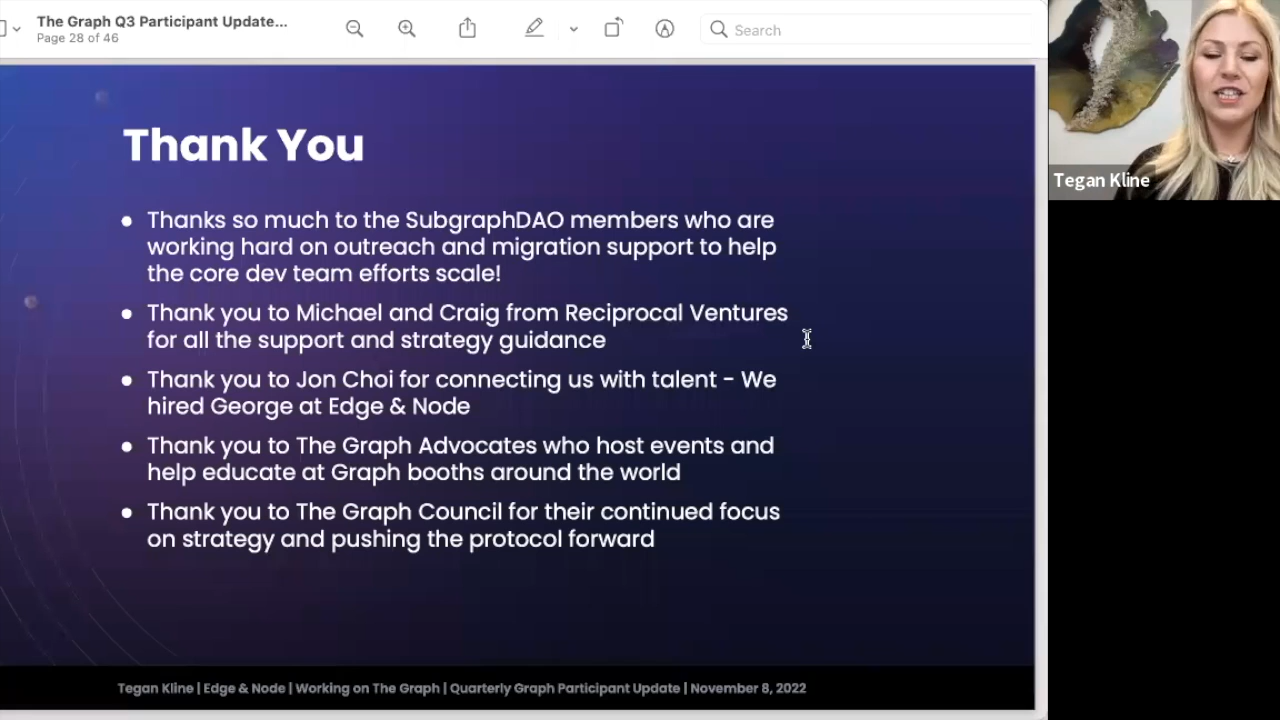 The Graph Q3 Participant Update...
Page 28 of 46
Search
Thank You
Thanks so much to the SubgraphDAO members who are
working hard on outreach and migration support to help
the core dev team efforts scale!
Thank you to Michael and Craig from Reciprocal Ventures
for all the support and strategy guidance
Thank you to Jon Choi for connecting us with talent - We
hired George at Edge & Node
Thank you to The Graph Advocates who host events and
help educate at Graph booths around the world
Thank you to The Graph Council for their continued focus
on strategy and pushing the protocol forward
Tegan Kline | Edge & Node | Working on The Graph | Quarterly Graph Participant Update | November 8, 2022
Tegan Kline